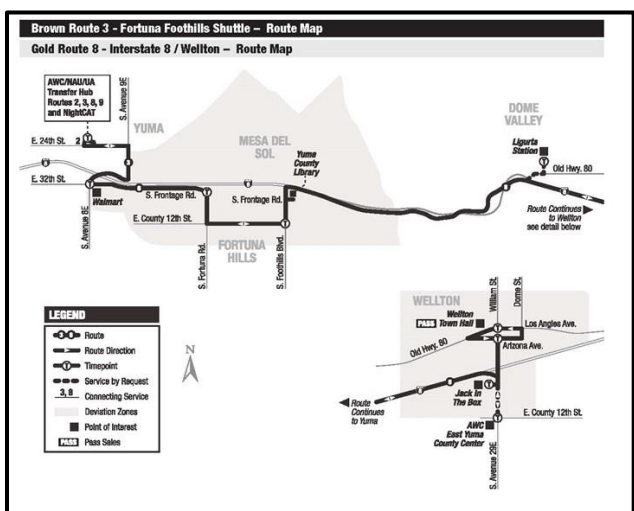 Brown Route 3 - Fortuna Foothills Shuttle – Route Map
Gold Route 8 - Interstate 8 / Wellton – Route Map
AWC/NAU/UA
Transfer Hub
Routes 2, 3, 8, 9
and NightCAT
S. Avenue 9E
YUMA
E. 24th St.
2
T
E. 32th St.
Walmart
S. Avenue 8E
S. Frontage Rd.
E. County 12th St.
S. Fortuna Rd.
FORTUNA
HILLS
MESA DEL
SOL
Yuma
County
Library
S. Frontage Rd.
S. Foothills Blvd.
DOME
VALLEY
Ligurta
Station
Old Hwy. 80
Route Continues
to Wellton
see detail below
WELLTON
William St.
Dome St.
Wellton
PASS Town Hall
Los Angles Ave.
Arizona Ave.
Old Hwy. 80
Jack In
The Box
Route
Continues
to Yuma
E. County 12th St.
AWC
East Yuma
County Center
S. Avenue 29E
LEGEND
3 8 Route
Route Direction
T Timepoint
Service by Request
3, 8 Connecting Service
Deviation Zones
Point of Interest
PASS Pass Sales
N